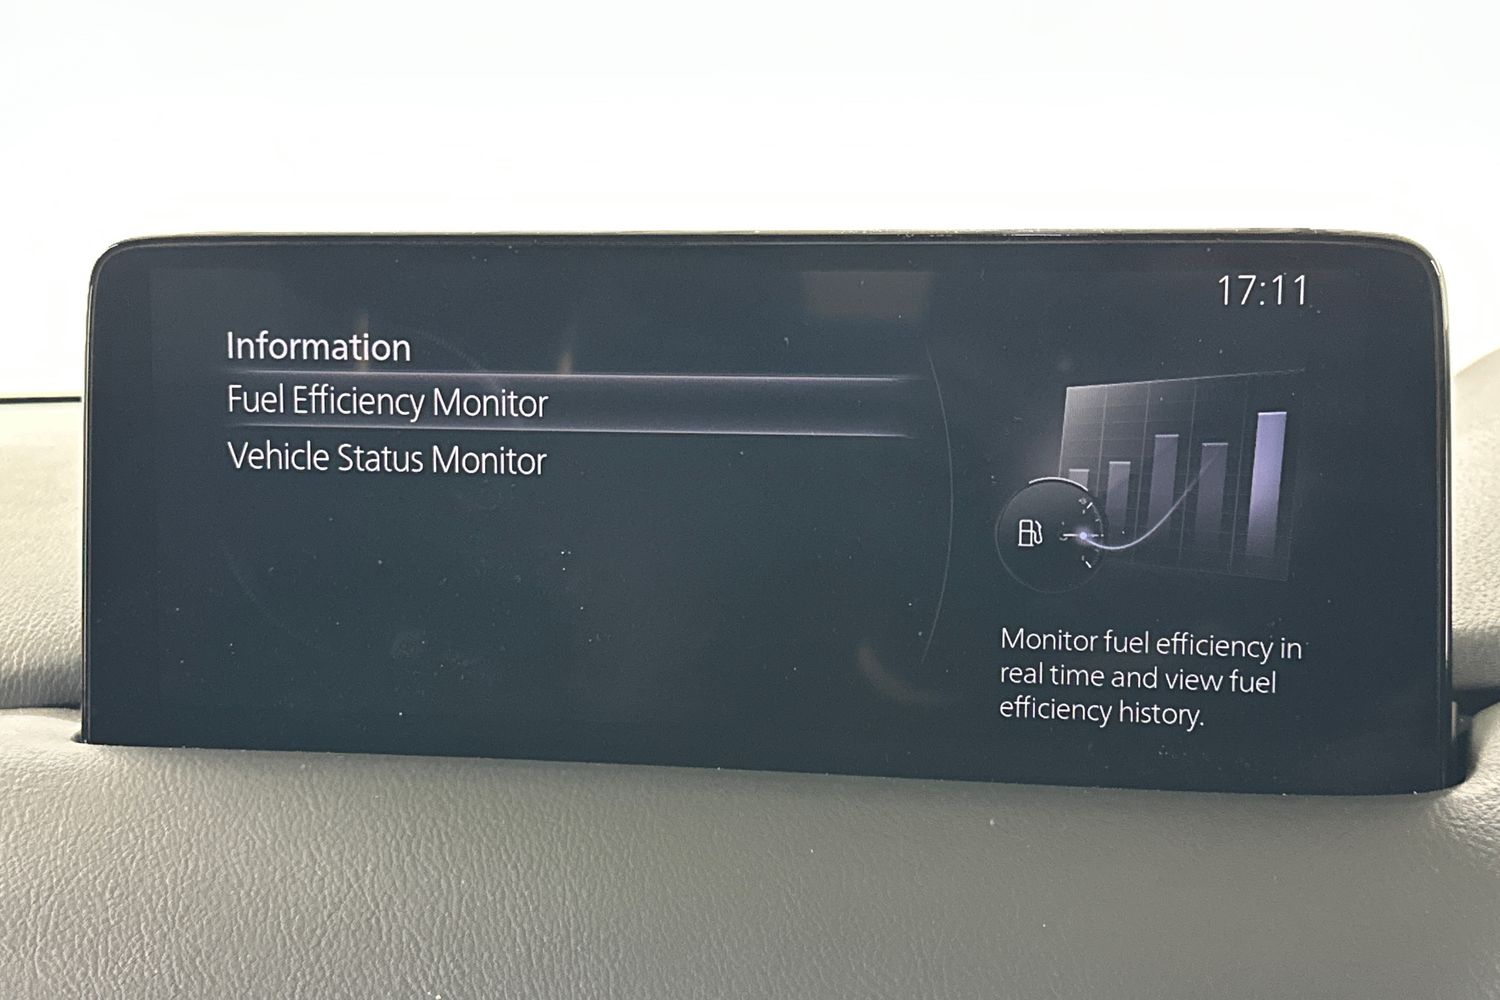 17:11
Information
Fuel Efficiency Monitor
Vehicle Status Monitor
Monitor fuel efficiency in
real time and view fuel
efficiency history.